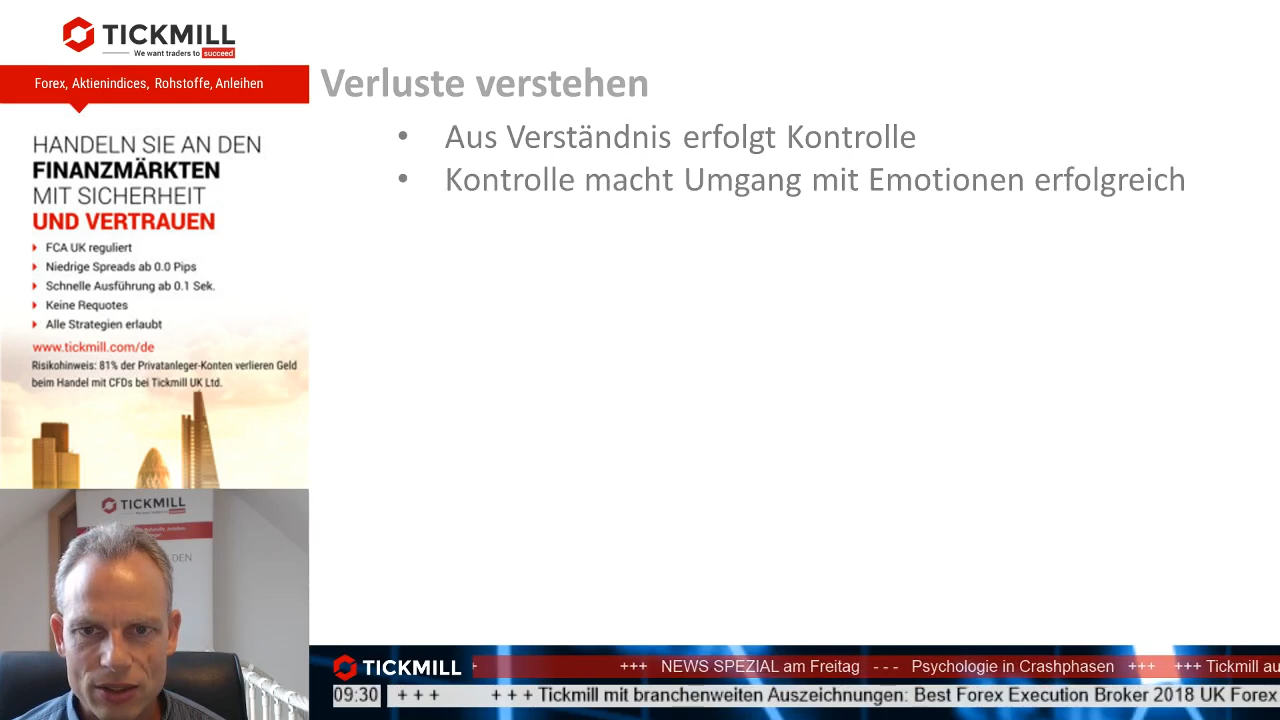 TICKMILL
We want traders to succeed
Forex, Aktienindices, Rohstoffe, Anleihen
HANDELN SIE AN DEN
FINANZMÄRKTEN
MIT SICHERHEIT
UND VERTRAUEN
FCA UK reguliert
Niedrige Spreads ab 0.0 Pips
Schnelle Ausführung ab 0.1 Sek.
Keine Requotes
Alle Strategien erlaubt
www.tickmill.com/de
Risikohinweis: 81% der Privatanleger-Konten verlieren Geld
beim Handel mit CFDs bei Tickmill UK Ltd.
TICKMILL
Verluste verstehen
• Aus Verständnis erfolgt Kontrolle
• Kontrolle macht Umgang mit Emotionen erfolgreich
TICKMILL
+ +++ NEWS SPEZIAL am Freitag - - - Psychologie in Crashphasen +++ +++ Tickmill au
09:30 + + + + + + Tickmill mit branchenweiten Auszeichnungen: Best Forex Execution Broker 2018 UK Forex